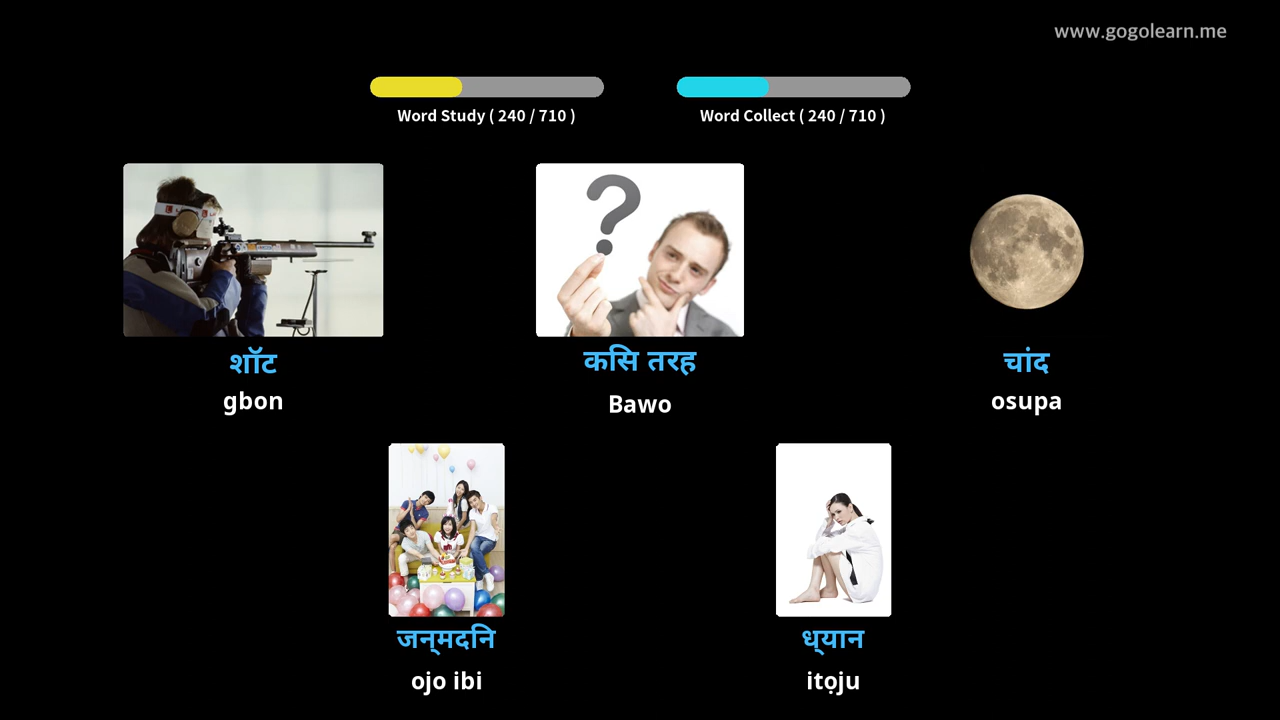 www.gogolearn.me
Word Study ( 240 / 710 )
Word Collect ( 240 / 710 )
शॉट
gbon
कसि तरह
Bawo
चांद
osupa
जन्मदनि
ojo ibi
ध्यान
itọju